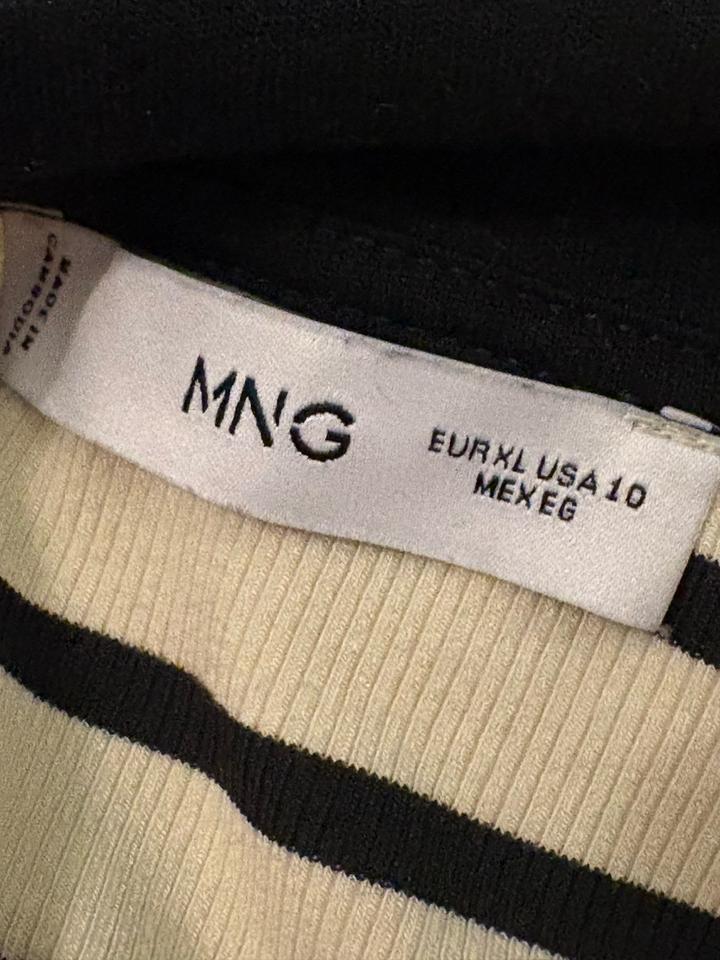 MADE IN
CAMBODIA
MNG
EUR XL USA 10
MEX EG